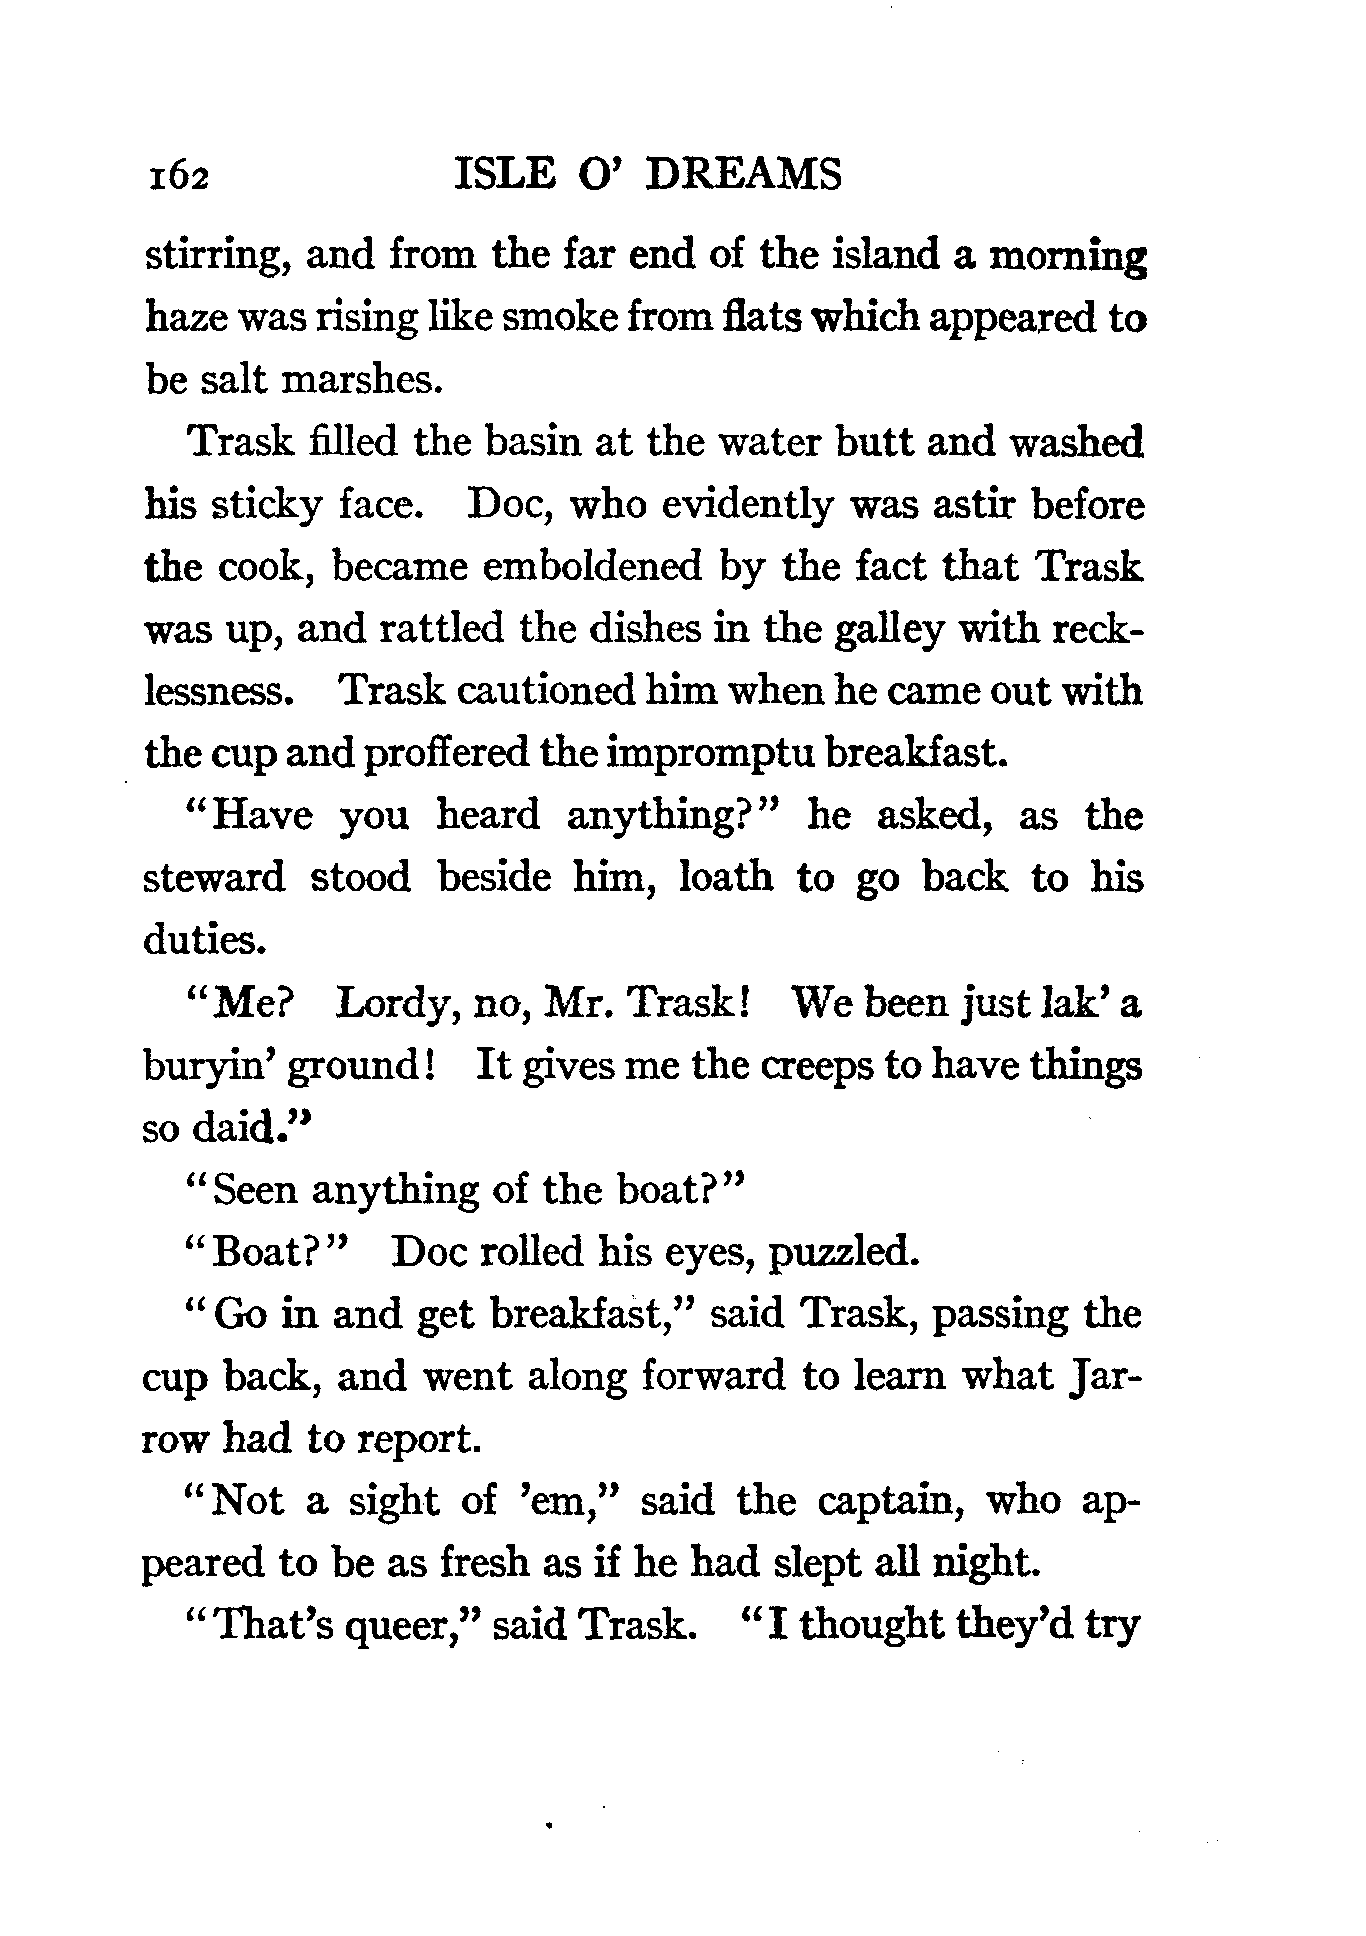 162 ISLE O’ DREAMS
stirring, and from the far end of the island a morning
haze was rising like smoke from flats which appeared to
be salt marshes.
Trask filled the basin at the water butt and washed
his sticky face. Doc, who evidently was astir before
the cook, became emboldened by the fact that Trask
was up, and rattled the dishes in the galley with reck-
lessness. Trask cautioned him when he came out with
the cup and proffered the impromptu breakfast.
“Have you heard anything?” he asked, as the
steward stood beside him, loath to go back to his
duties.
“Me? Lordy, no, Mr. Trask! We been just lak’ a
buryin’ ground! It gives me the creeps to have things
so daid.”
“Seen anything of the boat?”
“Boat?” Doc rolled his eyes, puzzled.
“Go in and get breakfast,” said Trask, passing the
cup back, and went along forward to learn what Jar-
row had to report.
“Not a sight of ’em,” said the captain, who ap-
peared to be as fresh as if he had slept all night.
“That’s queer,” said Trask. “I thought they’d try